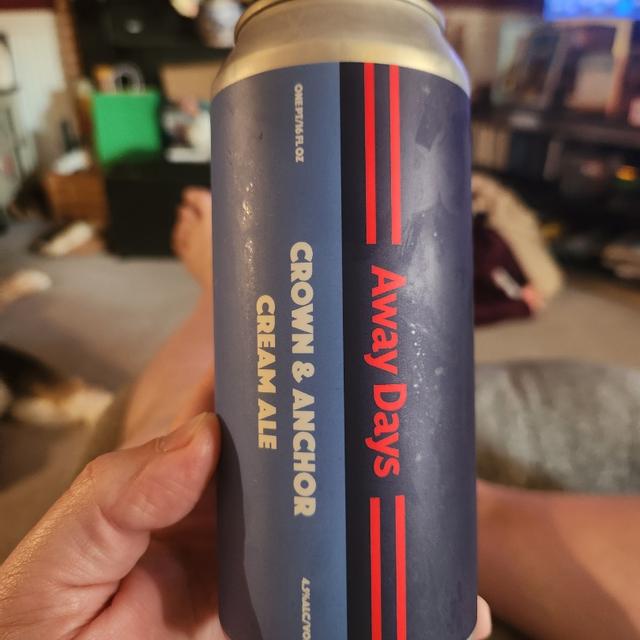 Away Days
CROWN & ANCHOR
CREAM ALE
ONE PT/16 FL OZ